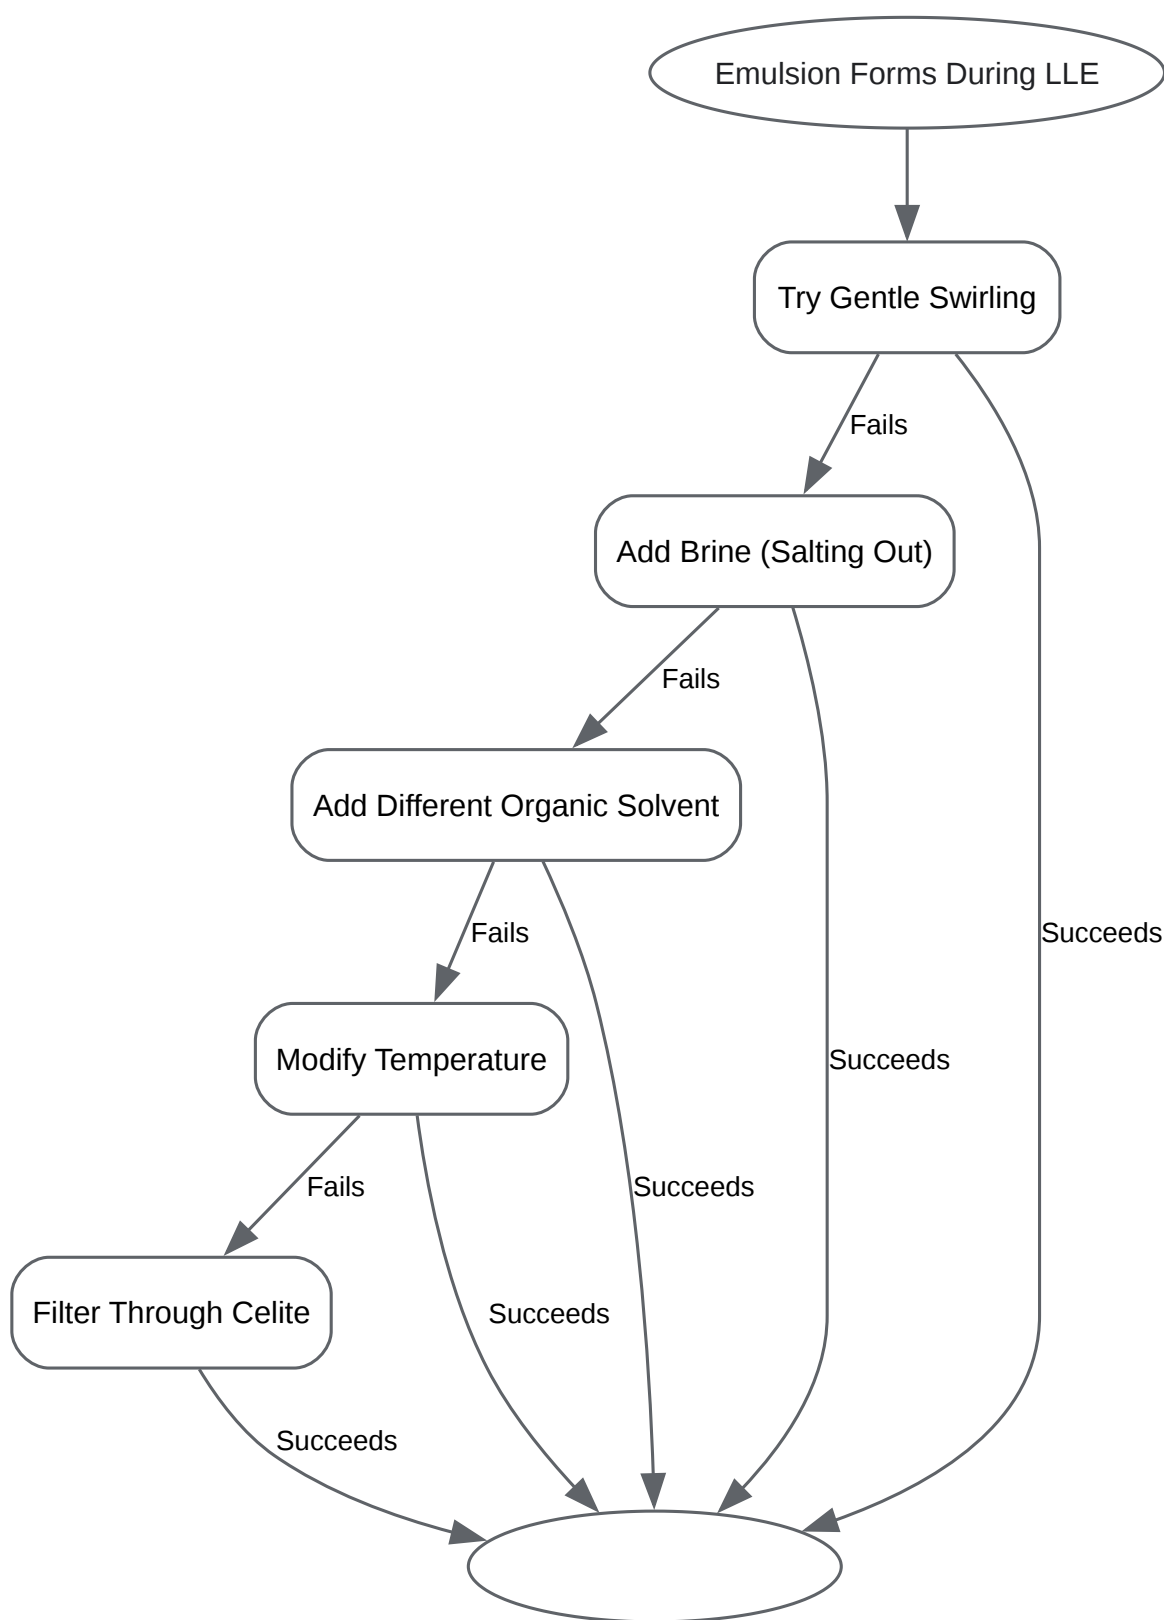 Emulsion Forms During LLE
Try Gentle Swirling
Fails
Add Brine (Salting Out)
Fails
Add Different Organic Solvent
Fails
Succeeds
Modify Temperature
Succeeds
Fails
Succeeds
Filter Through Celite
Succeeds
Succeeds